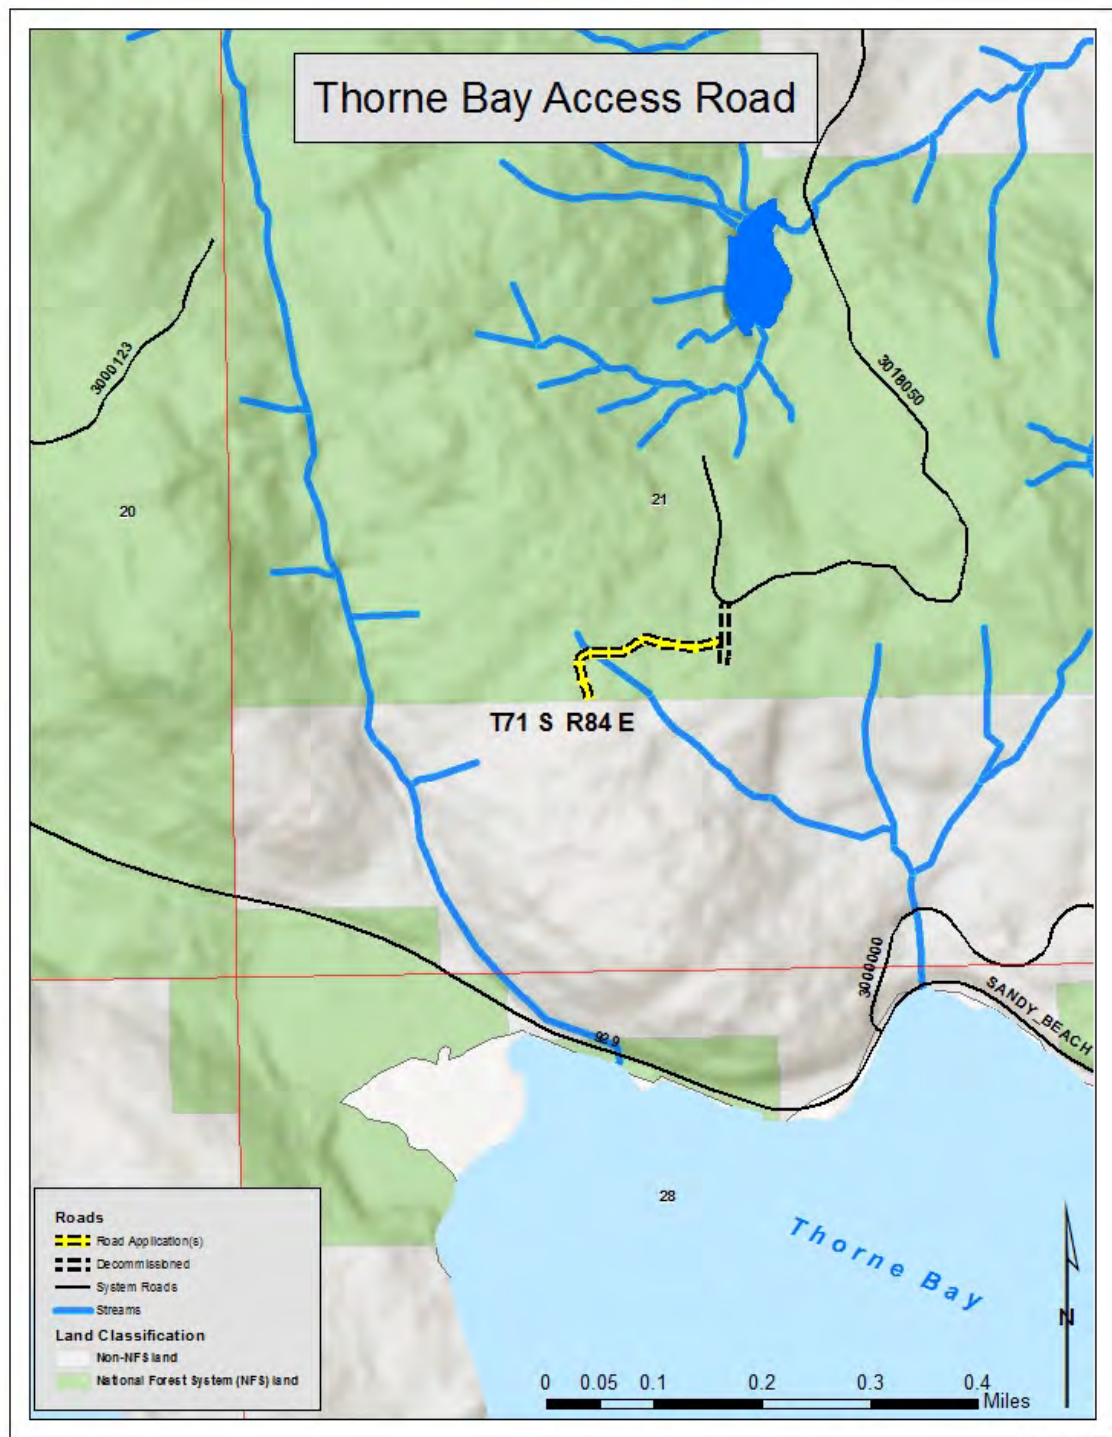 Thorne Bay Access Road
3000123
3018050
20
21
T71 S R84 E
3000000
SANDY_BEACH
929
28
Thorne Bay
Roads
Road Application(s)
Decommissioned
System Roads
Streams
Land Classification
Non-NFS land
National Forest System (NFS) land
N
0 0.05 0.1 0.2 0.3 0.4
Miles